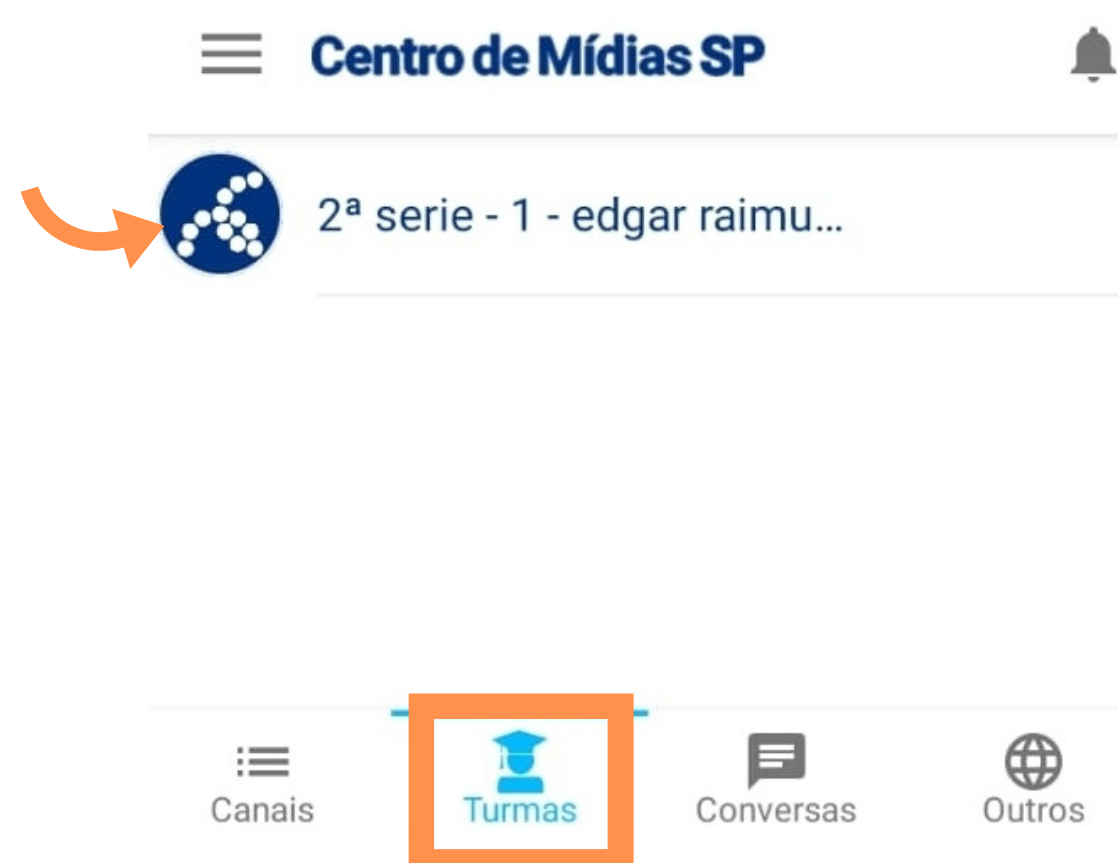 Centro de Mídias SP
2ª serie - 1 - edgar raimu...
Canais
Turmas
Conversas
Outros